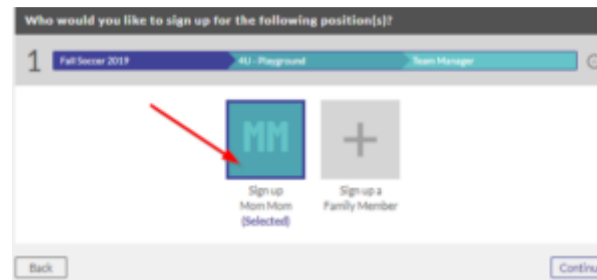 Who would you like to sign up for the following position[s]?
1 Fall Soccer 2019 4U - Playground Team Manager
MM +
Sign up Sign up a
Mom Mom Family Member
(Selected)
Back Continu